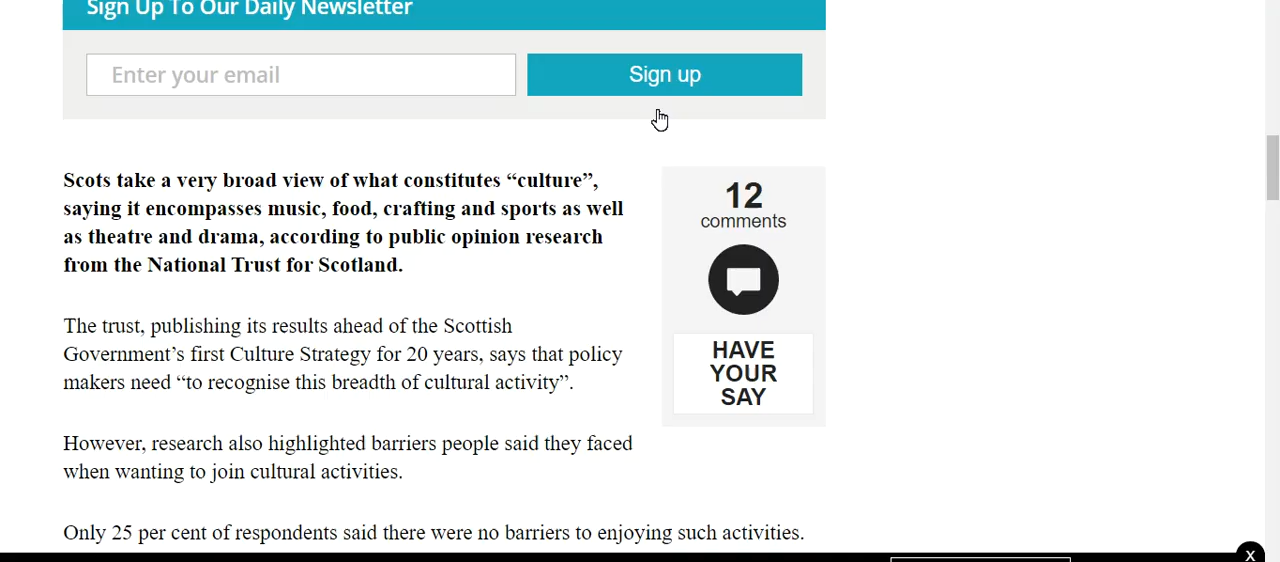 Sign Up To Our Daily Newsletter
Enter your email
Sign up
Scots take a very broad view of what constitutes “culture”,
saying it encompasses music, food, crafting and sports as well
as theatre and drama, according to public opinion research
from the National Trust for Scotland.
12
comments
HAVE
YOUR
SAY
The trust, publishing its results ahead of the Scottish
Government’s first Culture Strategy for 20 years, says that policy
makers need “to recognise this breadth of cultural activity”.
However, research also highlighted barriers people said they faced
when wanting to join cultural activities.
Only 25 per cent of respondents said there were no barriers to enjoying such activities.
x